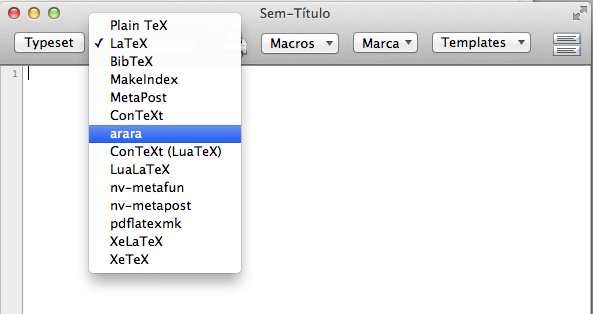 Sem-Título
Typeset
Macros
Marca
Templates
Plain TeX
✓ LaTeX
BibTeX
MakeIndex
MetaPost
ConTeXt
arara
ConTeXt (LuaTeX)
LuaLaTeX
nv-metafun
nv-metapost
pdflatexmk
XeLaTeX
XeTeX
1